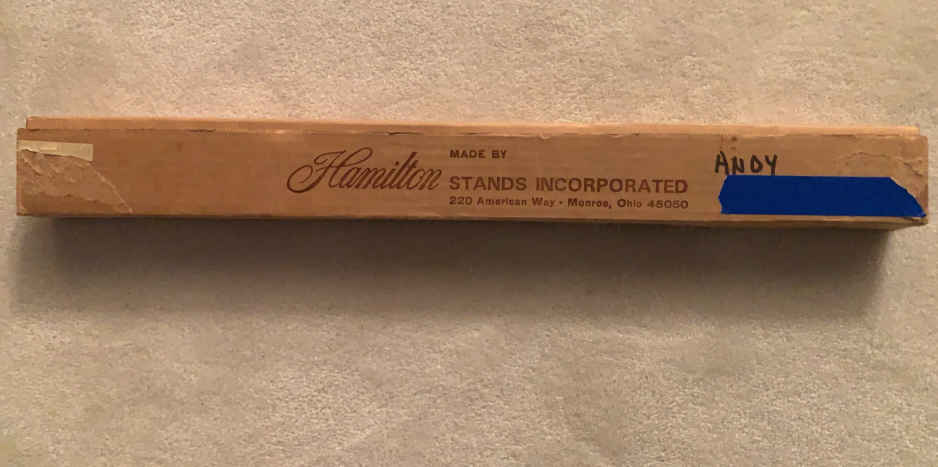 MADE BY
Hamilton
STANDS INCORPORATED
220 American Way - Monroe, Ohio 45050
ANDY